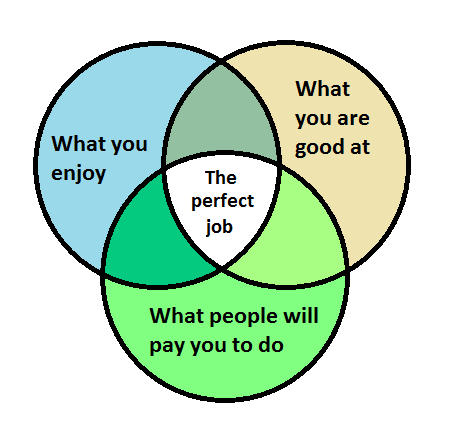 What you
enjoy
What
you are
good at
The
perfect
job
What people will
pay you to do